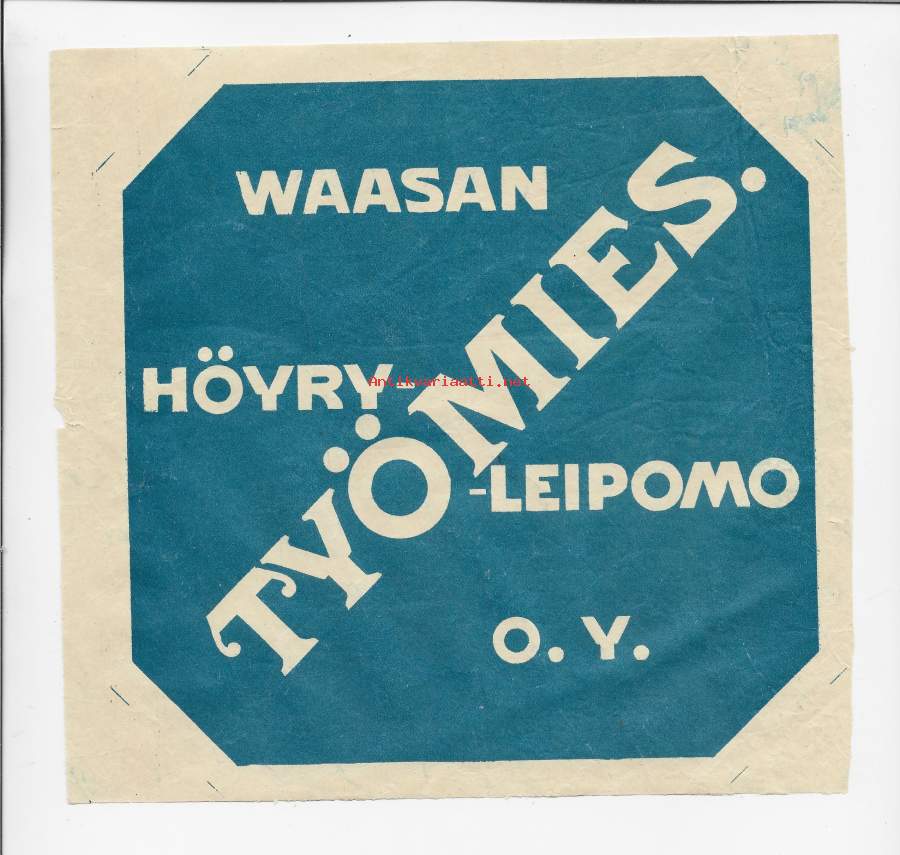 WAASAN
HÖYRY
-LEIPOMO
TYÖMIES.
O. Y.
Antikvariaatti.net